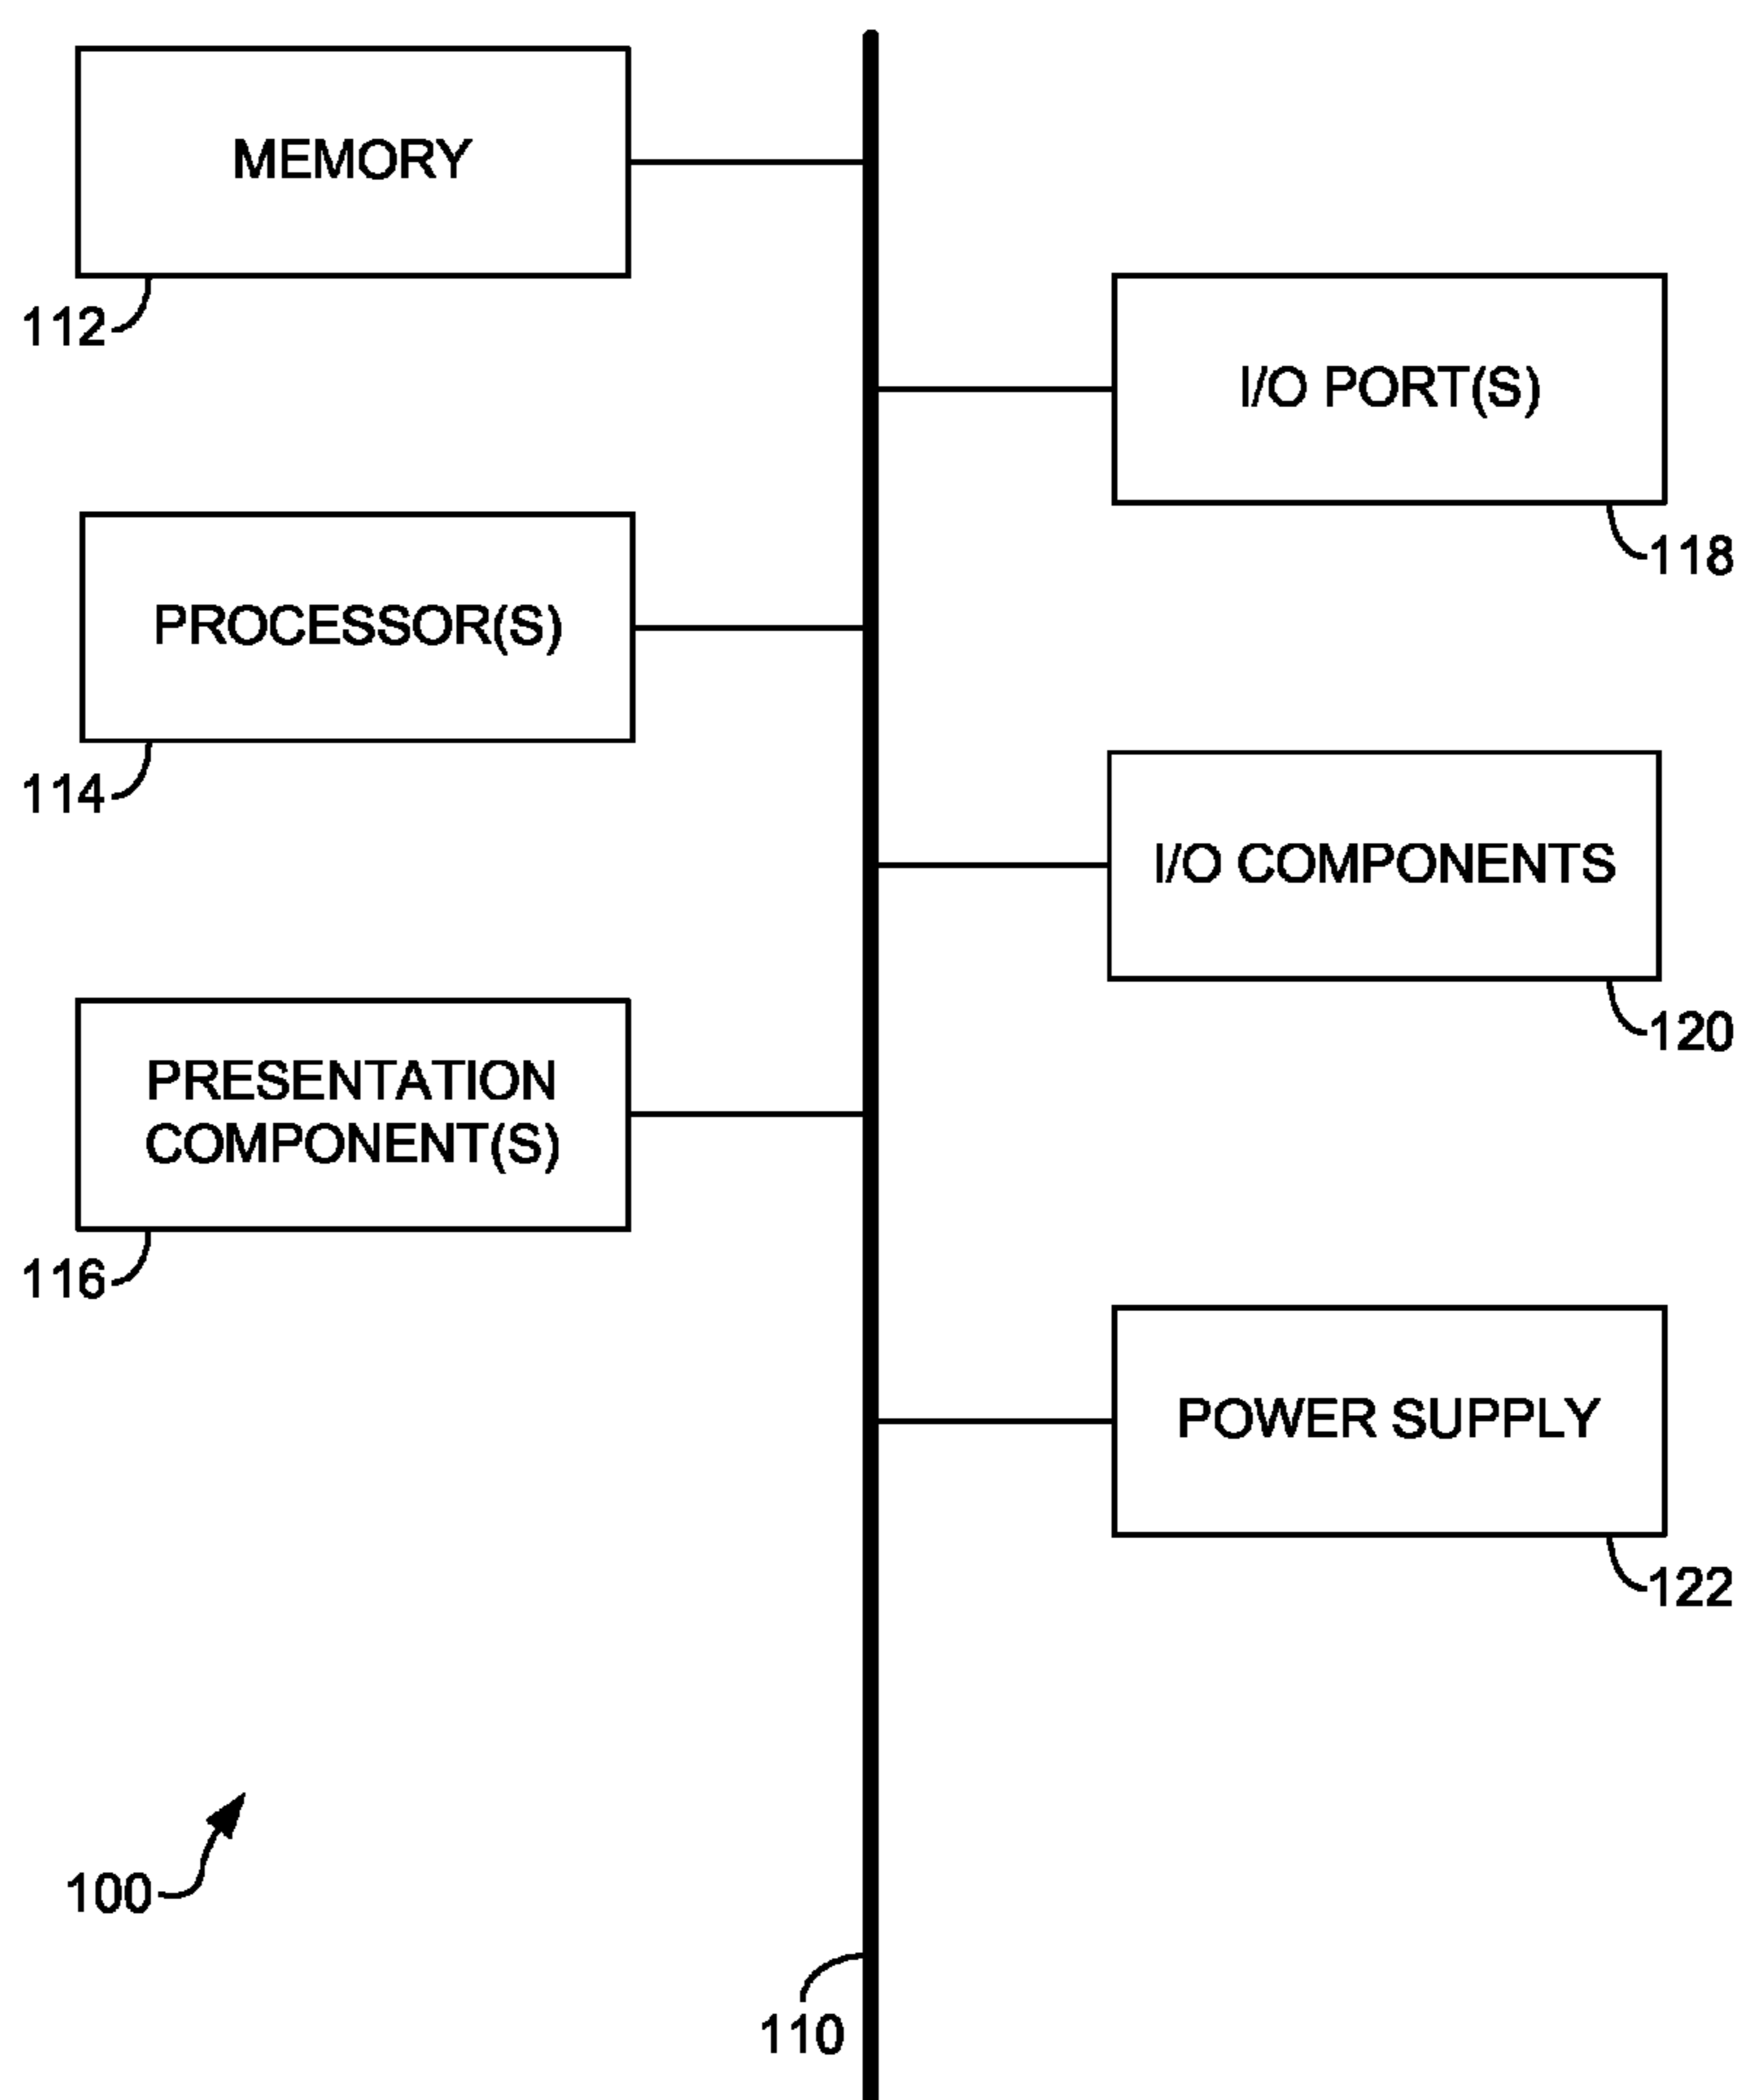 MEMORY
112
I/O PORT(S)
118
PROCESSOR(S)
114
I/O COMPONENTS
120
PRESENTATION
COMPONENT(S)
116
POWER SUPPLY
122
100
110